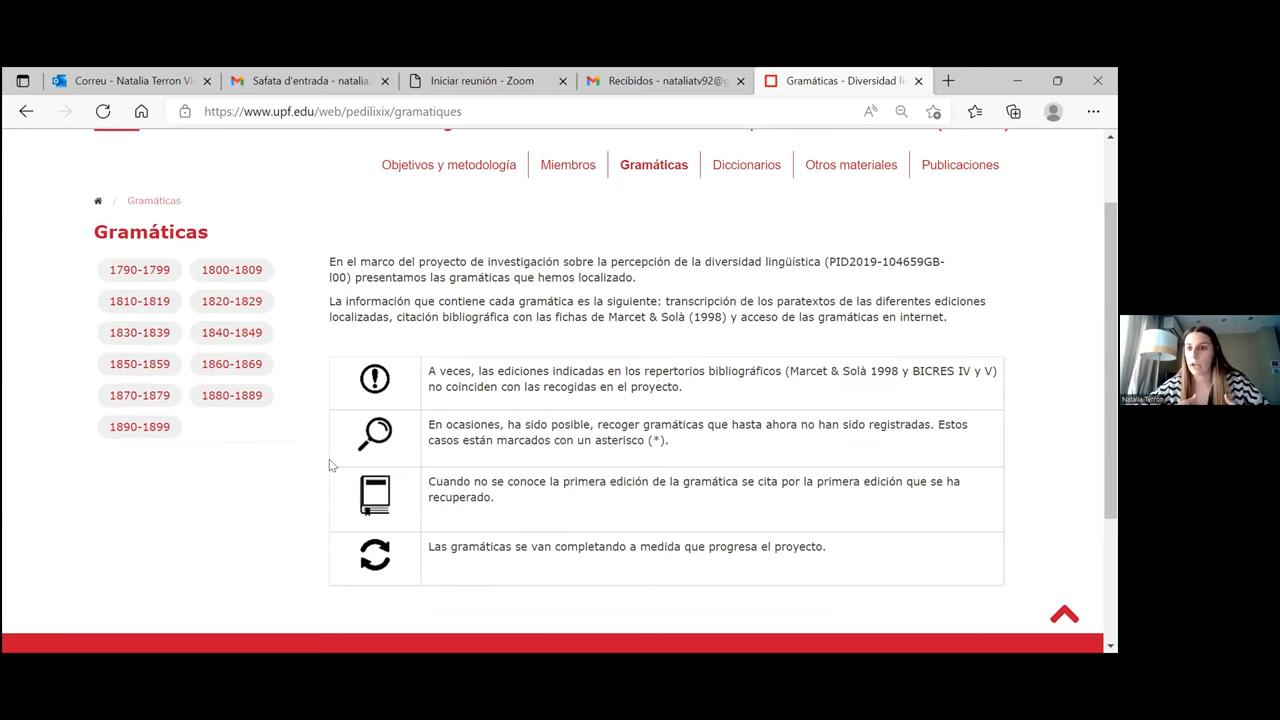 Correu - Natalia Terron Vi
Safata d'entrada - natalia.
Iniciar reunión - Zoom
Recibidos - nataliatv92@g
Gramáticas - Diversidad li
https://www.upf.edu/web/pedilixix/gramatiques
Objetivos y metodología
Miembros
Gramáticas
Diccionarios
Otros materiales
Publicaciones
/ Gramáticas
Gramáticas
1790-1799 1800-1809
1810-1819 1820-1829
1830-1839 1840-1849
1850-1859 1860-1869
1870-1879 1880-1889
1890-1899
En el marco del proyecto de investigación sobre la percepción de la diversidad lingüística (PID2019-104659GB-
I00) presentamos las gramáticas que hemos localizado.
La información que contiene cada gramática es la siguiente: transcripción de los paratextos de las diferentes ediciones
localizadas, citación bibliográfica con las fichas de Marcet & Solà (1998) y acceso de las gramáticas en internet.
A veces, las ediciones indicadas en los repertorios bibliográficos (Marcet & Solà 1998 y BICRES IV y V)
no coinciden con las recogidas en el proyecto.
En ocasiones, ha sido posible, recoger gramáticas que hasta ahora no han sido registradas. Estos
casos están marcados con un asterisco (*).
Cuando no se conoce la primera edición de la gramática se cita por la primera edición que se ha
recuperado.
Las gramáticas se van completando a medida que progresa el proyecto.
Natalia Terron